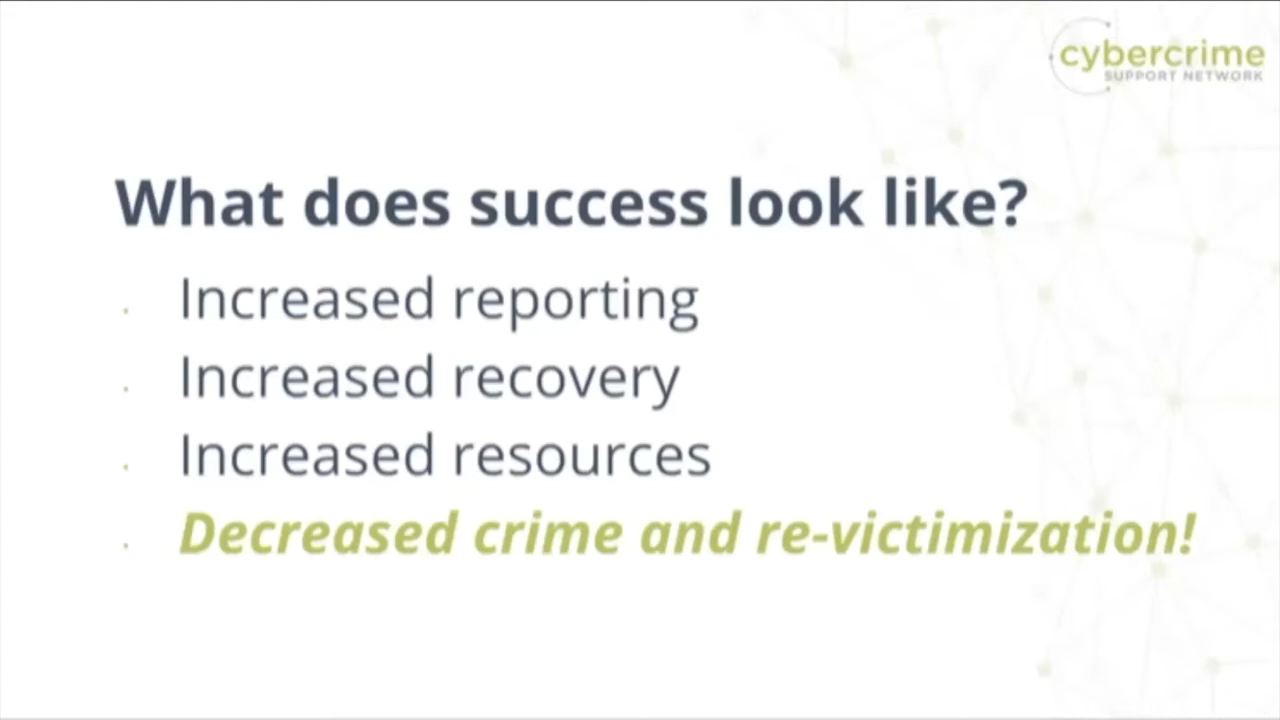 cybercrime
SUPPORT NETWORK
What does success look like?
Increased reporting
Increased recovery
Increased resources
Decreased crime and re-victimization!